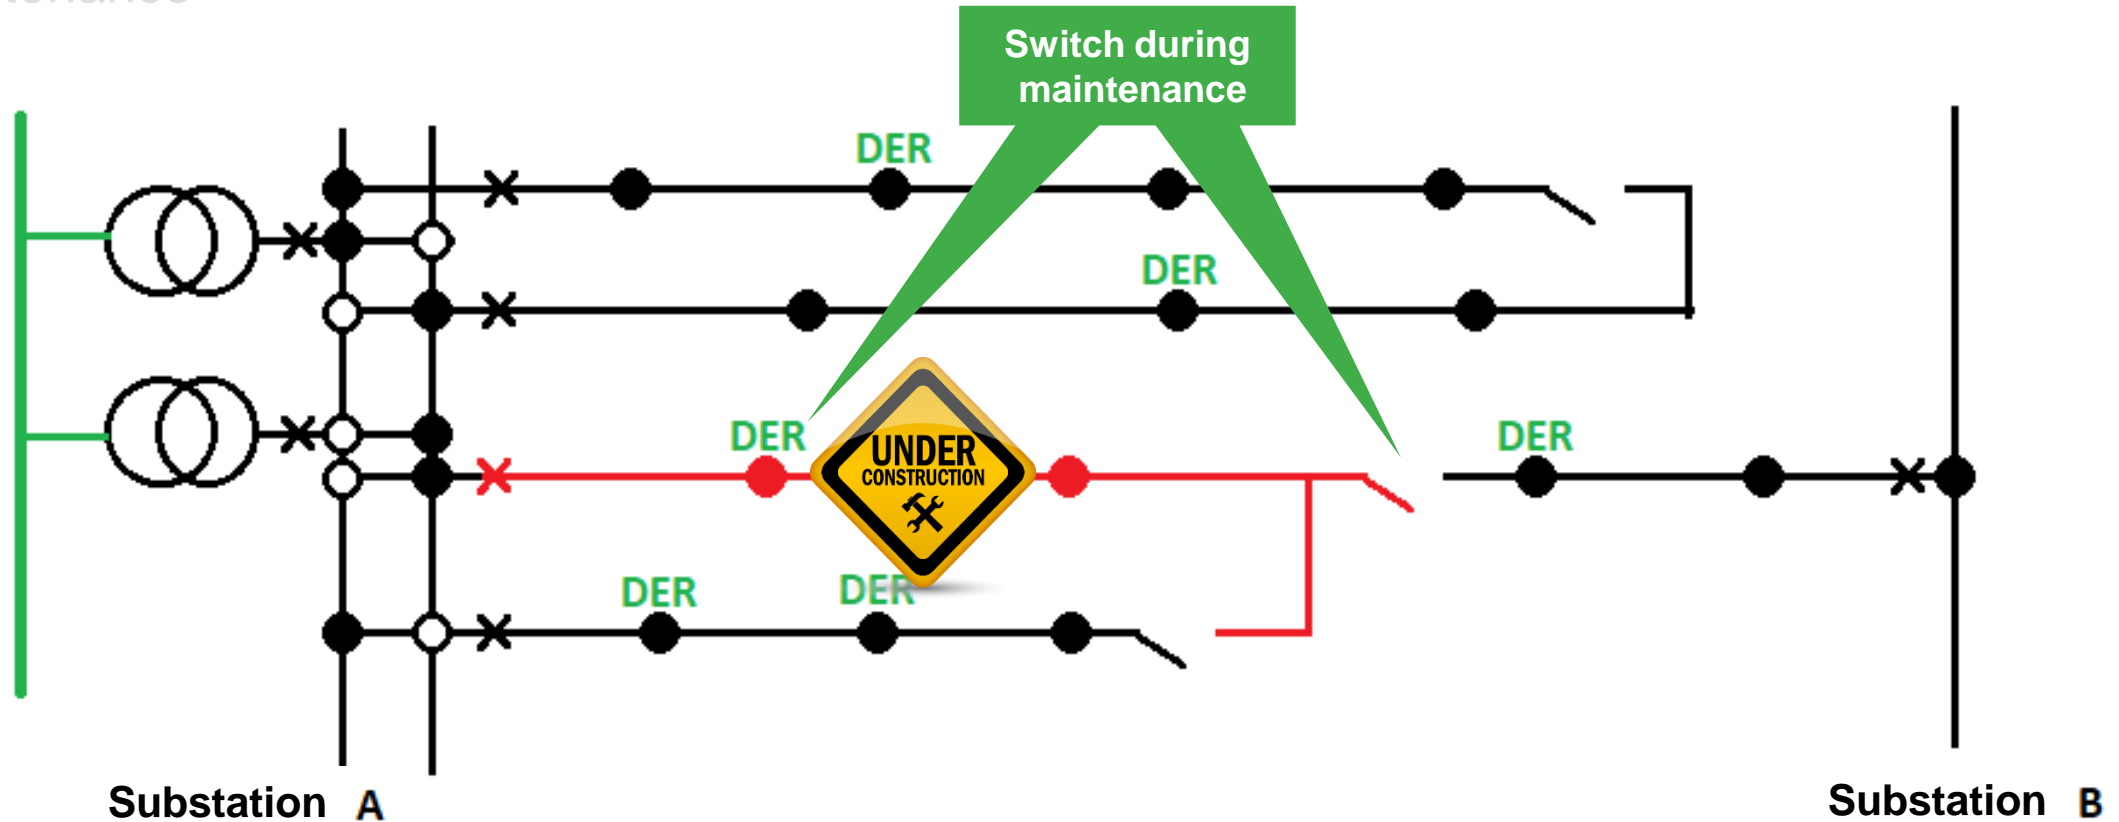 Switch during
maintenance
DER
DER
DER
UNDER
CONSTRUCTION
DER
DER
DER
Substation A
Substation B